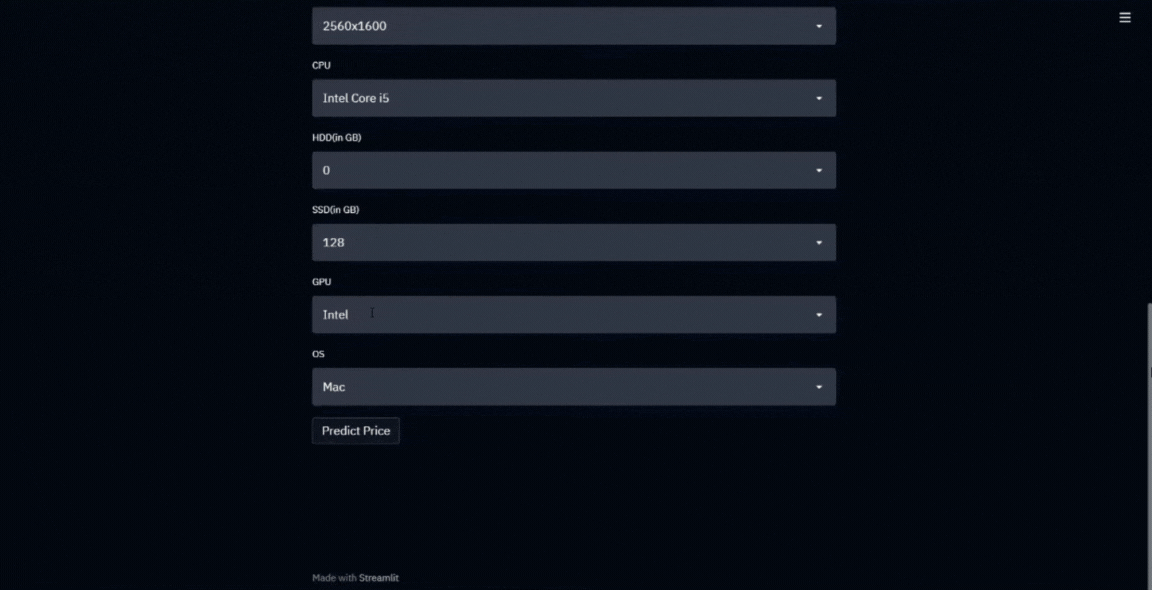 2560x1600
CPU
Intel Core i5
HDD(in GB)
0
SSD(in GB)
128
GPU
Intel
OS
Mac
Predict Price
Made with Streamlit